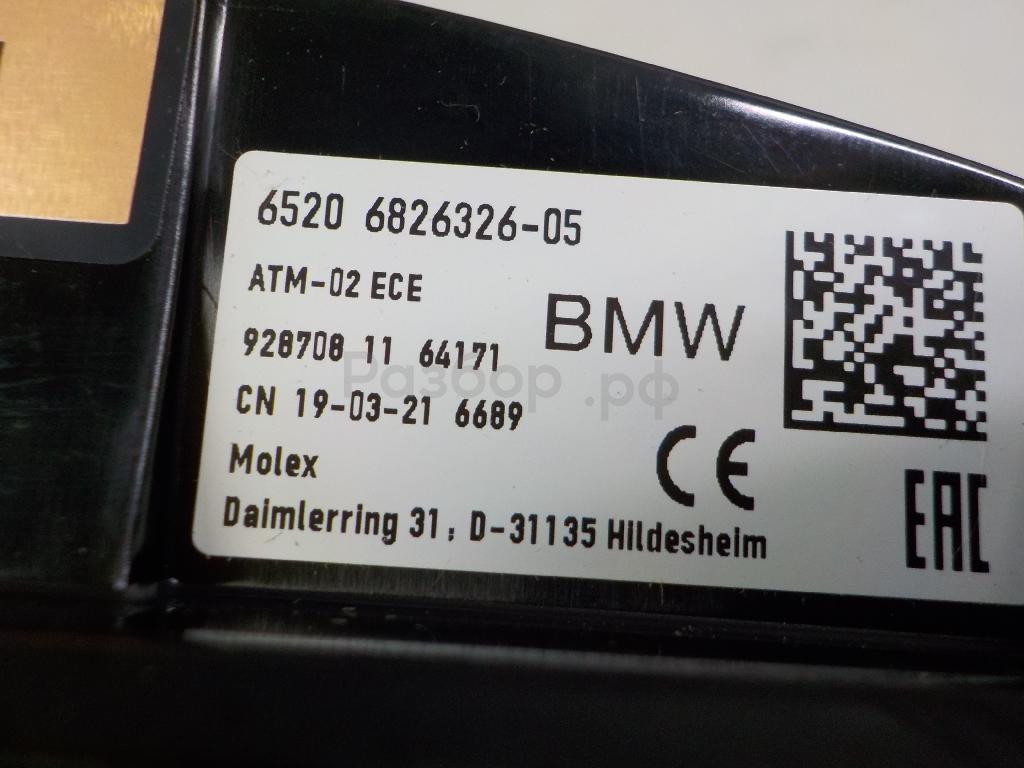 6520 6826326-05
ATM-02 ECE
BMW
928708 11 64171
Разбор.рф
CN 19-03-21 6689
CE
Molex
EAC
Daimlerring 31, D-31135 Hildesheim